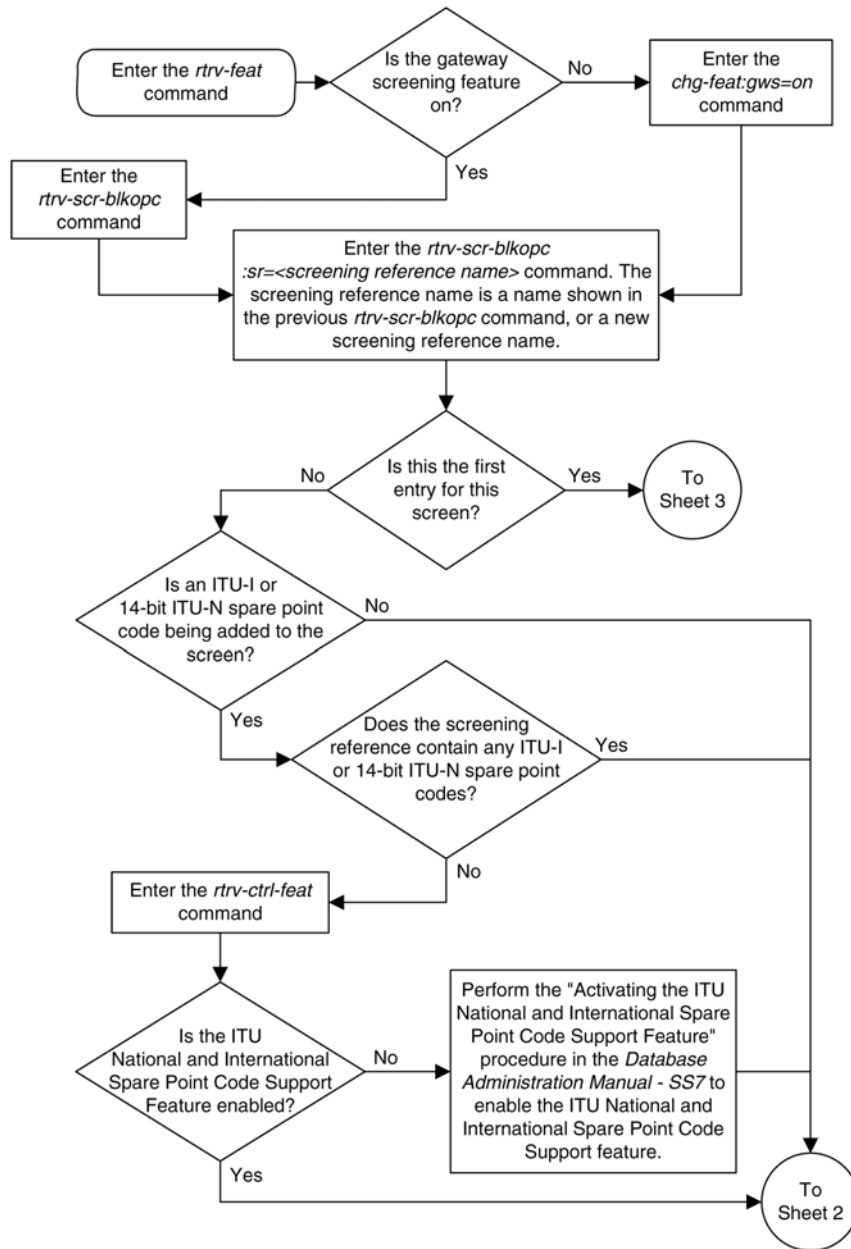 Enter the rtrv-feat
command
Is the gateway
screening feature
on?
No
Enter the
chg-feat:gws=on
command
Yes
Enter the
rtrv-scr-blkopc
command
Enter the rtrv-scr-blkopc
:sr=<screening reference name> command. The
screening reference name is a name shown in
the previous rtrv-scr-blkopc command, or a new
screening reference name.
No
Is this the first
entry for this
screen?
Yes
To
Sheet 3
Is an ITU-I or
14-bit ITU-N spare point
code being added to the
screen?
No
Yes
Does the screening
reference contain any ITU-I
or 14-bit ITU-N spare point
codes?
Yes
No
Enter the rtrv-ctrl-feat
command
Is the ITU
National and International
Spare Point Code Support
Feature enabled?
No
Perform the "Activating the ITU
National and International Spare
Point Code Support Feature"
procedure in the Database
Administration Manual - SS7 to
enable the ITU National and
International Spare Point Code
Support feature.
Yes
To
Sheet 2